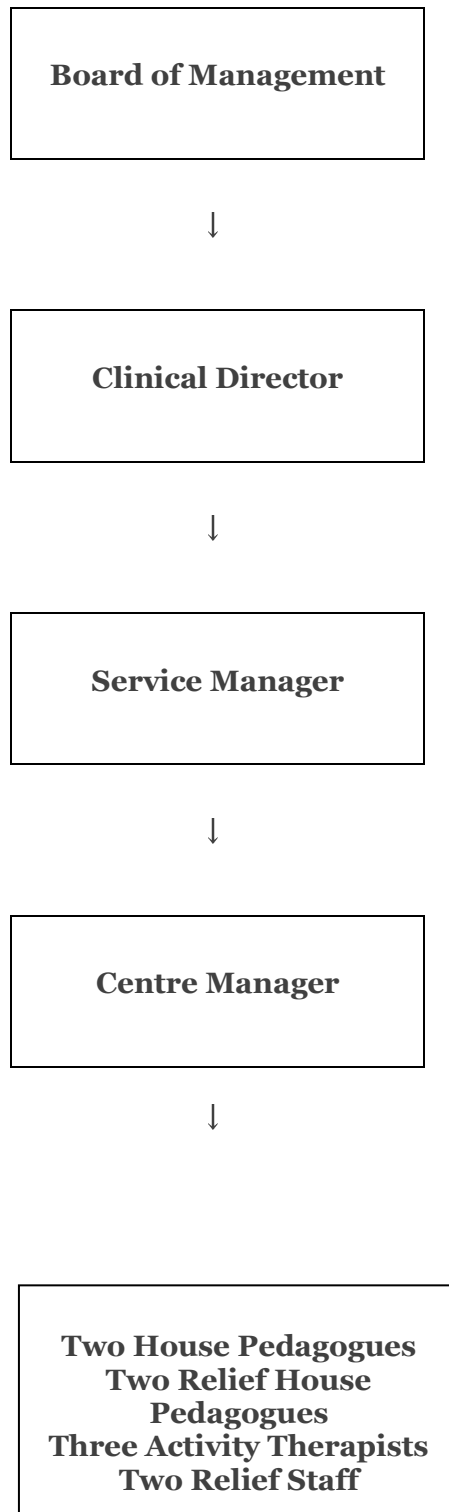 Board of Management
↓
Clinical Director
↓
Service Manager
↓
Centre Manager
↓
Two House Pedagogues
Two Relief House
Pedagogues
Three Activity Therapists
Two Relief Staff